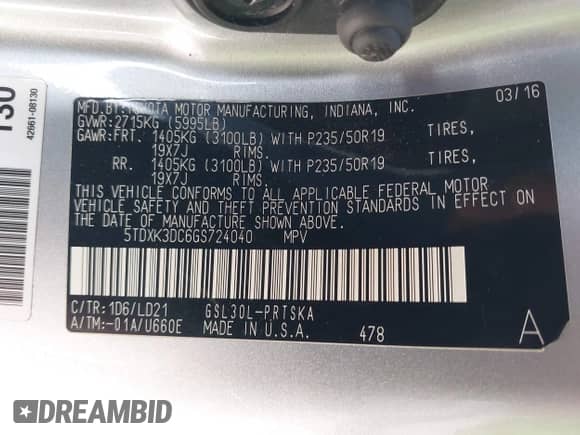 130
42661-08130
MFD.BY:TOYOTA MOTOR MANUFACTURING, INDIANA, INC. 03/16
GVWR:2715KG (5995LB)
GAWR:FRT. 1405KG (3100LB) WITH P235/50R19 TIRES,
19X7J RIMS.
RR. 1405KG (3100LB) WITH P235/50R19 TIRES,
19X7J RIMS.
THIS VEHICLE CONFORMS TO ALL APPLICABLE FEDERAL MOTOR
VEHICLE SAFETY AND THEFT PREVENTION STANDARDS IN EFFECT ON
THE DATE OF MANUFACTURE SHOWN ABOVE.
5TDXK3DC6GS724040 MPV
C/TR:1D6/LD21 GSL30L-PRTSKA
A/TM:-01A/U660E MADE IN U.S.A. 478 A
DREAMBID